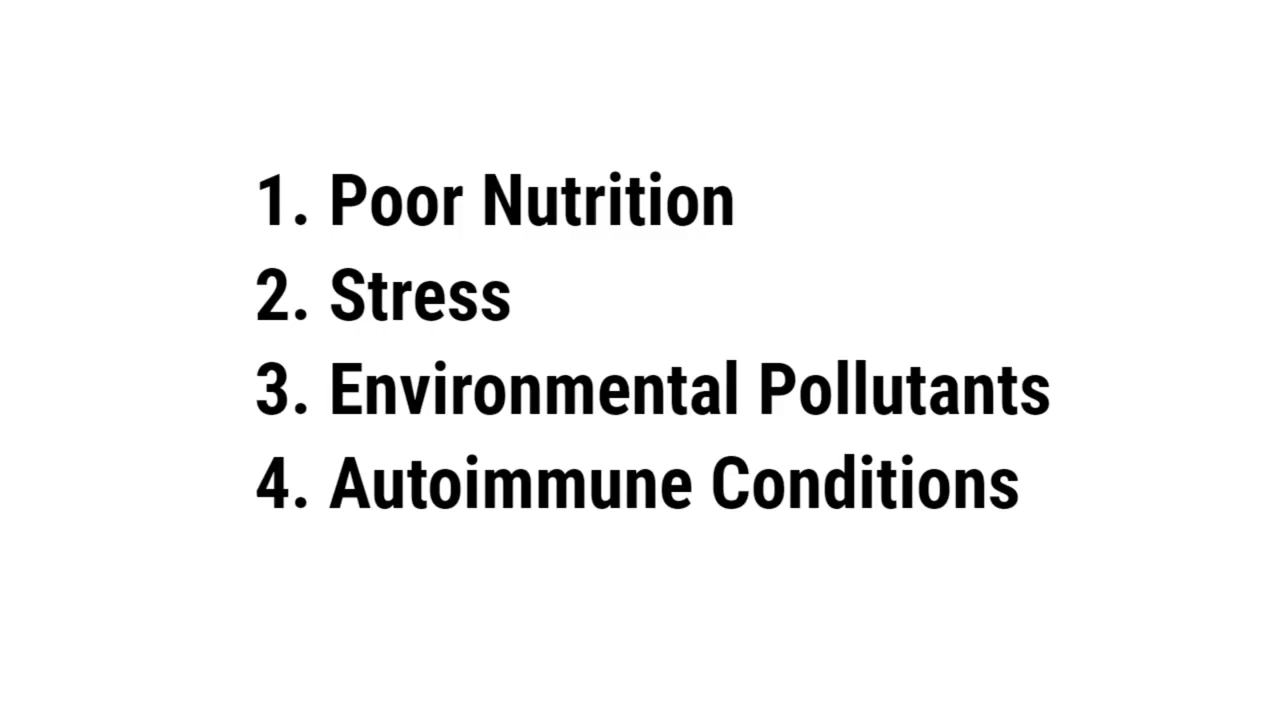 1. Poor Nutrition
2. Stress
3. Environmental Pollutants
4. Autoimmune Conditions